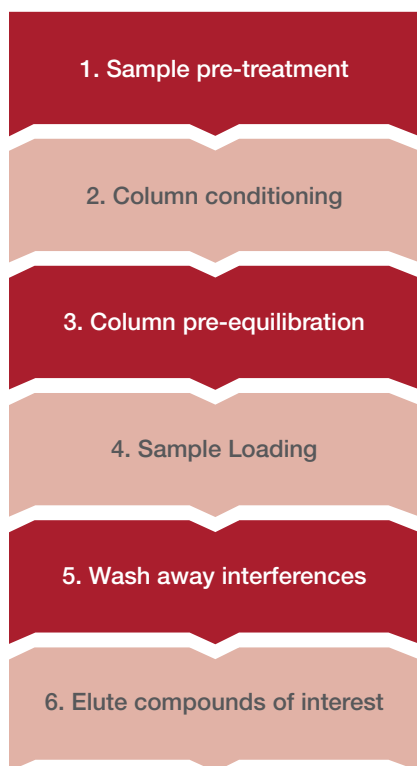 1. Sample pre-treatment
2. Column conditioning
3. Column pre-equilibration
4. Sample Loading
5. Wash away interferences
6. Elute compounds of interest